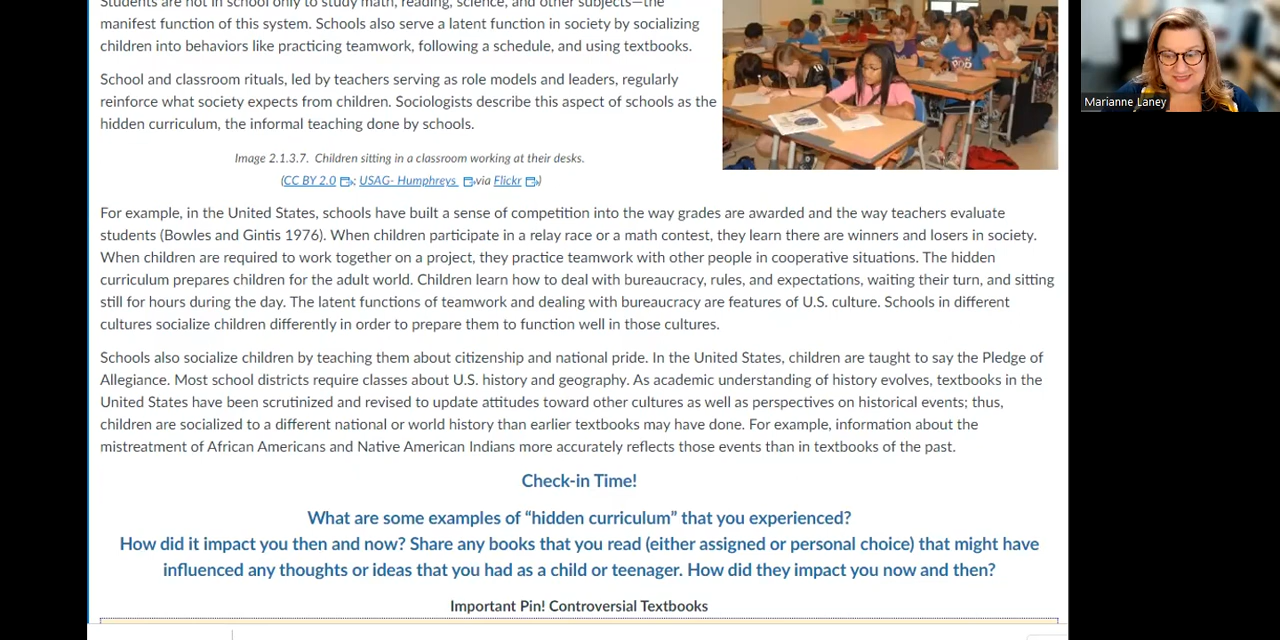 Students are not in school only to study math, reading, science, and other subjects—the
manifest function of this system. Schools also serve a latent function in society by socializing
children into behaviors like practicing teamwork, following a schedule, and using textbooks.
School and classroom rituals, led by teachers serving as role models and leaders, regularly
reinforce what society expects from children. Sociologists describe this aspect of schools as the
hidden curriculum, the informal teaching done by schools.
Image 2.1.3.7. Children sitting in a classroom working at their desks.
(CC BY 2.0 ; USAG- Humphreys via Flickr )
For example, in the United States, schools have built a sense of competition into the way grades are awarded and the way teachers evaluate
students (Bowles and Gintis 1976). When children participate in a relay race or a math contest, they learn there are winners and losers in society.
When children are required to work together on a project, they practice teamwork with other people in cooperative situations. The hidden
curriculum prepares children for the adult world. Children learn how to deal with bureaucracy, rules, and expectations, waiting their turn, and sitting
still for hours during the day. The latent functions of teamwork and dealing with bureaucracy are features of U.S. culture. Schools in different
cultures socialize children differently in order to prepare them to function well in those cultures.
Schools also socialize children by teaching them about citizenship and national pride. In the United States, children are taught to say the Pledge of
Allegiance. Most school districts require classes about U.S. history and geography. As academic understanding of history evolves, textbooks in the
United States have been scrutinized and revised to update attitudes toward other cultures as well as perspectives on historical events; thus,
children are socialized to a different national or world history than earlier textbooks may have done. For example, information about the
mistreatment of African Americans and Native American Indians more accurately reflects those events than in textbooks of the past.
Check-in Time!
What are some examples of “hidden curriculum” that you experienced?
How did it impact you then and now? Share any books that you read (either assigned or personal choice) that might have
influenced any thoughts or ideas that you had as a child or teenager. How did they impact you now and then?
Important Pin! Controversial Textbooks
Marianne Laney